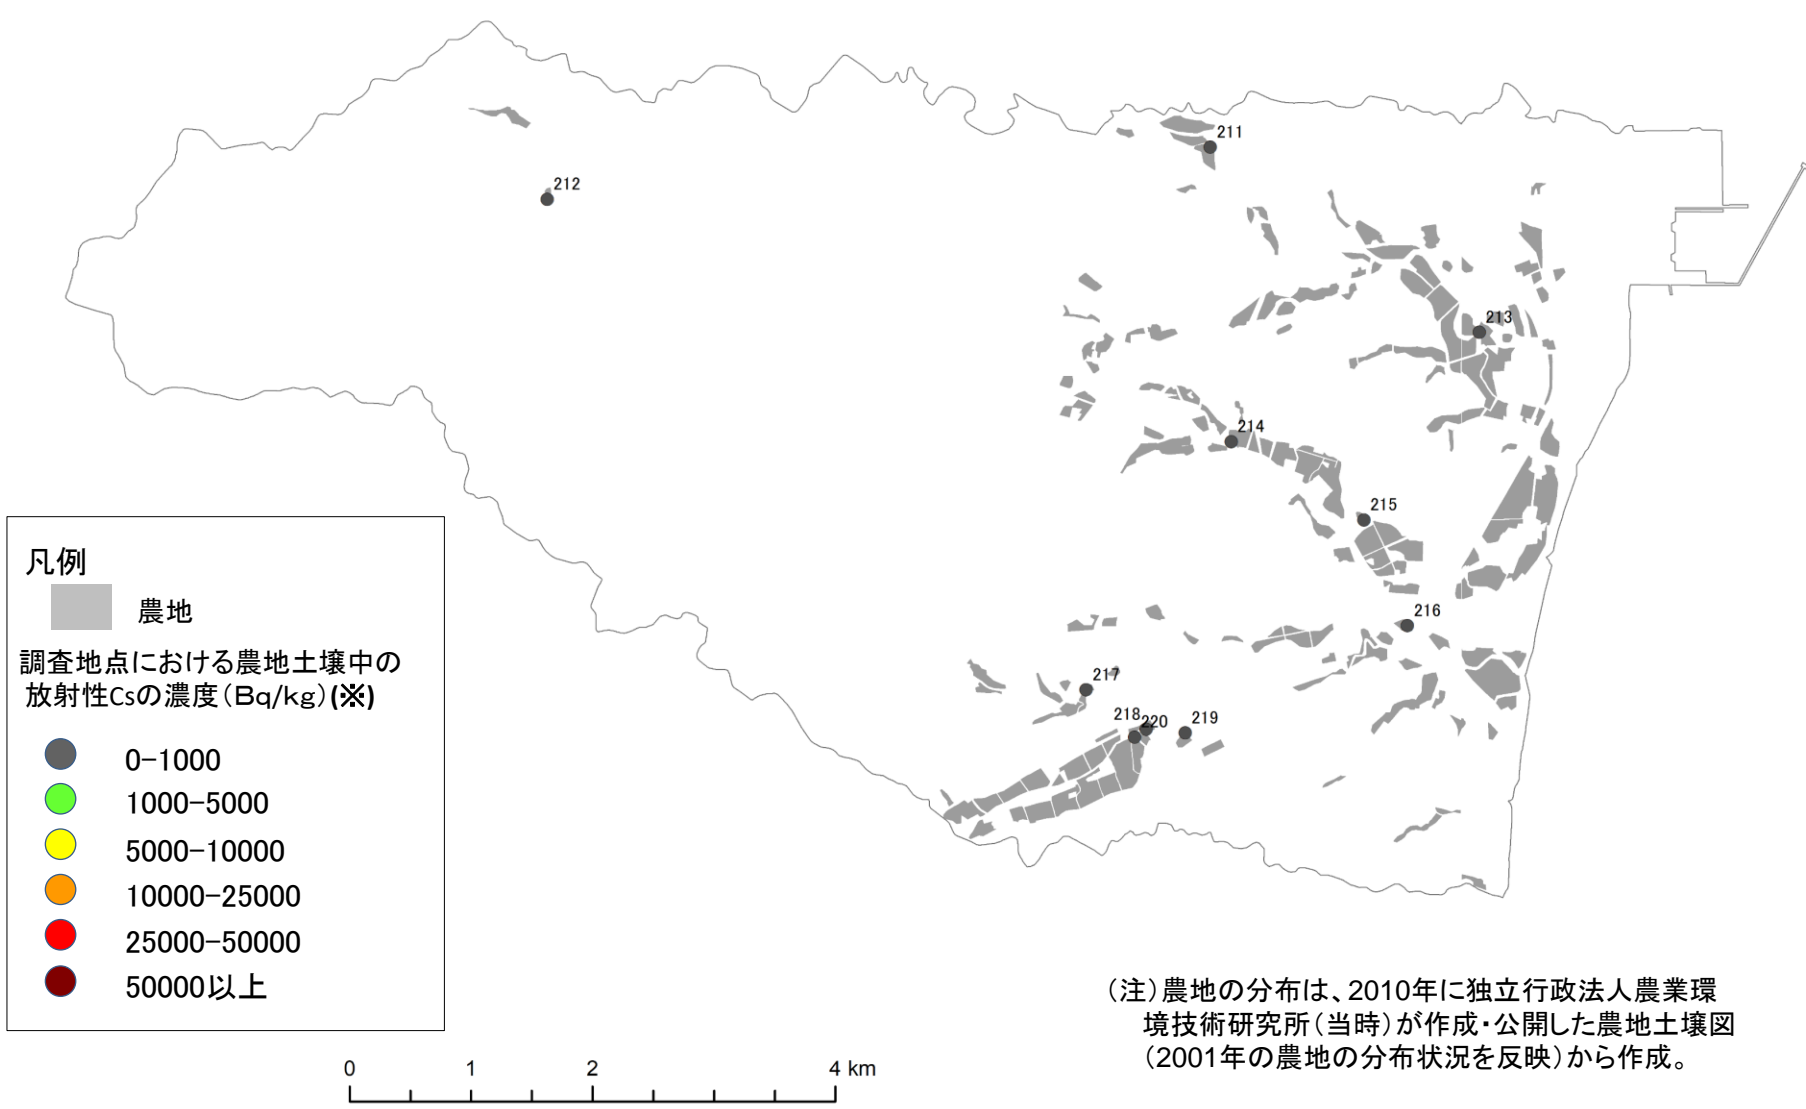 211
212
213
214
215
216
217
218
220
219
凡例
農地
調査地点における農地土壌中の
放射性Csの濃度（Bq/kg）(※)
0-1000
1000-5000
5000-10000
10000-25000
25000-50000
50000以上
（注）農地の分布は、2010年に独立行政法人農業環
境技術研究所（当時）が作成・公開した農地土壌図
（2001年の農地の分布状況を反映）から作成。
0 1 2 4 km